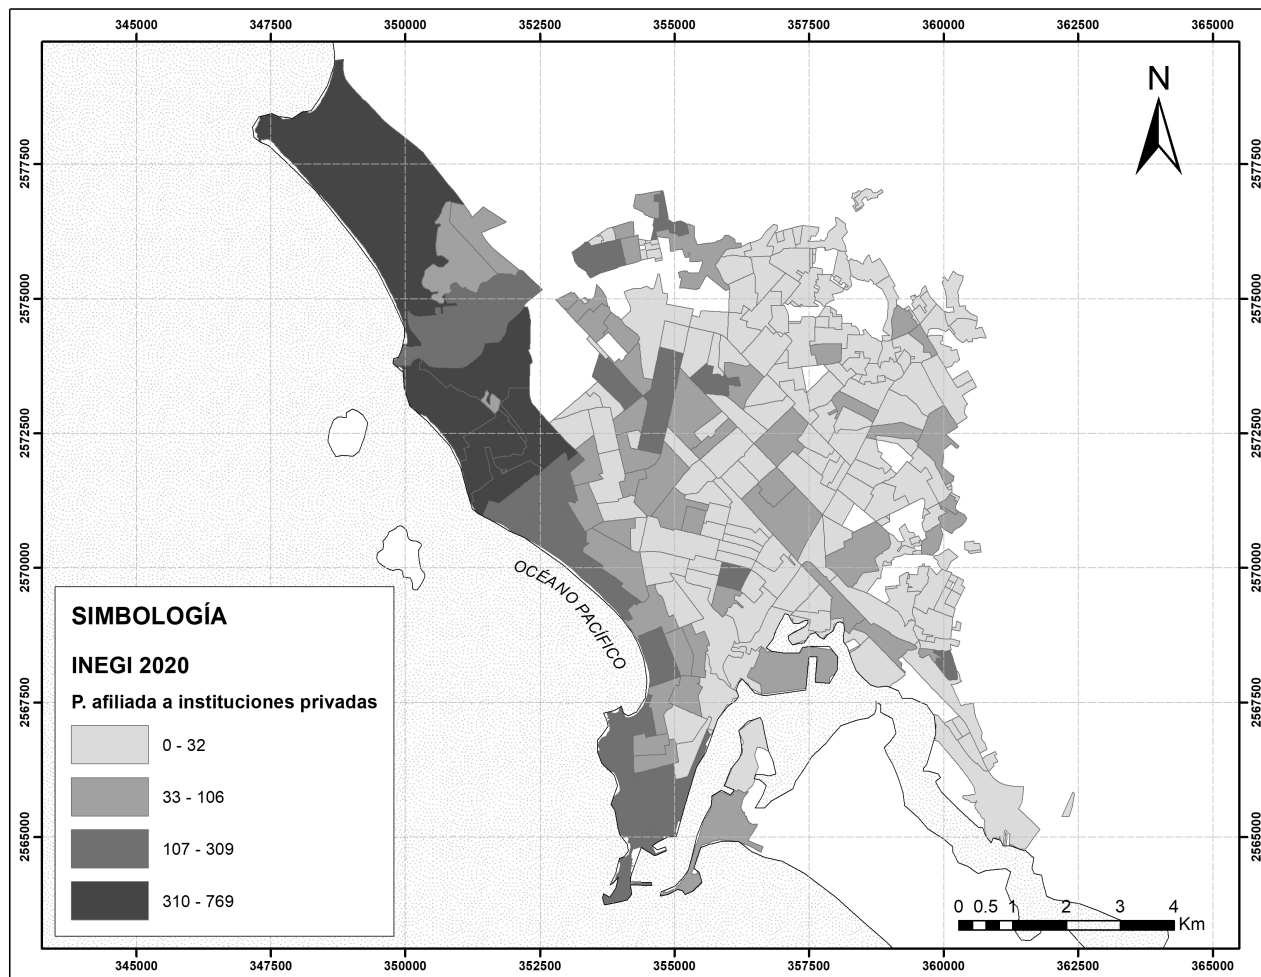 345000 347500 350000 352500 355000 357500 360000 362500 365000
N
2577500 2577500
2575000 2575000
2572500 2572500
2570000 2570000
2567500 2567500
2565000 2565000
OCÉANO PACÍFICO
SIMBOLOGÍA
INEGI 2020
P. afiliada a instituciones privadas
0 - 32
33 - 106
107 - 309
310 - 769
0 0.5 1 2 3 4
Km
345000 347500 350000 352500 355000 357500 360000 362500 365000